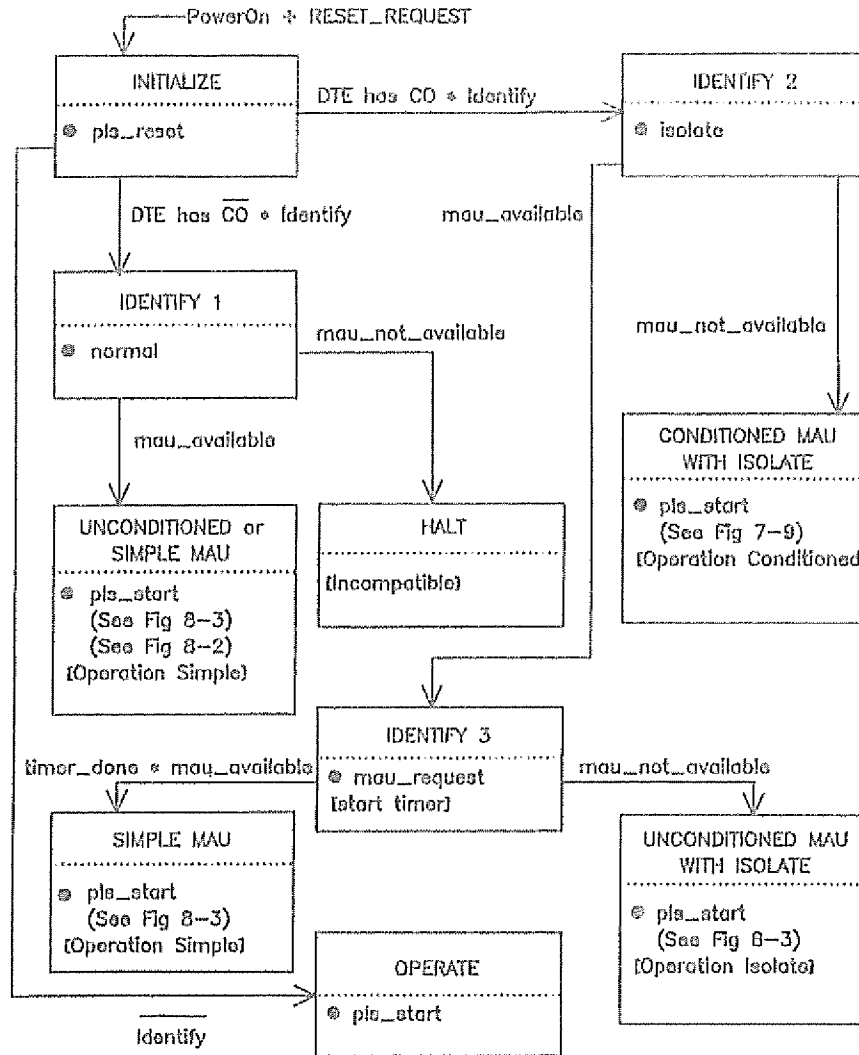 PowerOn + RESET_REQUEST
INITIALIZE
● pls_reset
DTE has CO * Identify
IDENTIFY 2
● isolate
DTE has C̅O̅ * Identify
mau_available
IDENTIFY 1
● normal
mau_not_available
mau_not_available
mau_available
CONDITIONED MAU
WITH ISOLATE
● pls_start
(See Fig 7–9)
[Operation Conditioned]
UNCONDITIONED or
SIMPLE MAU
● pls_start
(See Fig 8–3)
(See Fig 8–2)
[Operation Simple]
HALT
[Incompatible]
IDENTIFY 3
● mau_request
[start timer]
timer_done * mau_available
mau_not_available
SIMPLE MAU
● pls_start
(See Fig 8–3)
[Operation Simple]
UNCONDITIONED MAU
WITH ISOLATE
● pls_start
(See Fig 8–3)
[Operation Isolate]
OPERATE
● pls_start
I̅d̅e̅n̅t̅i̅f̅y̅